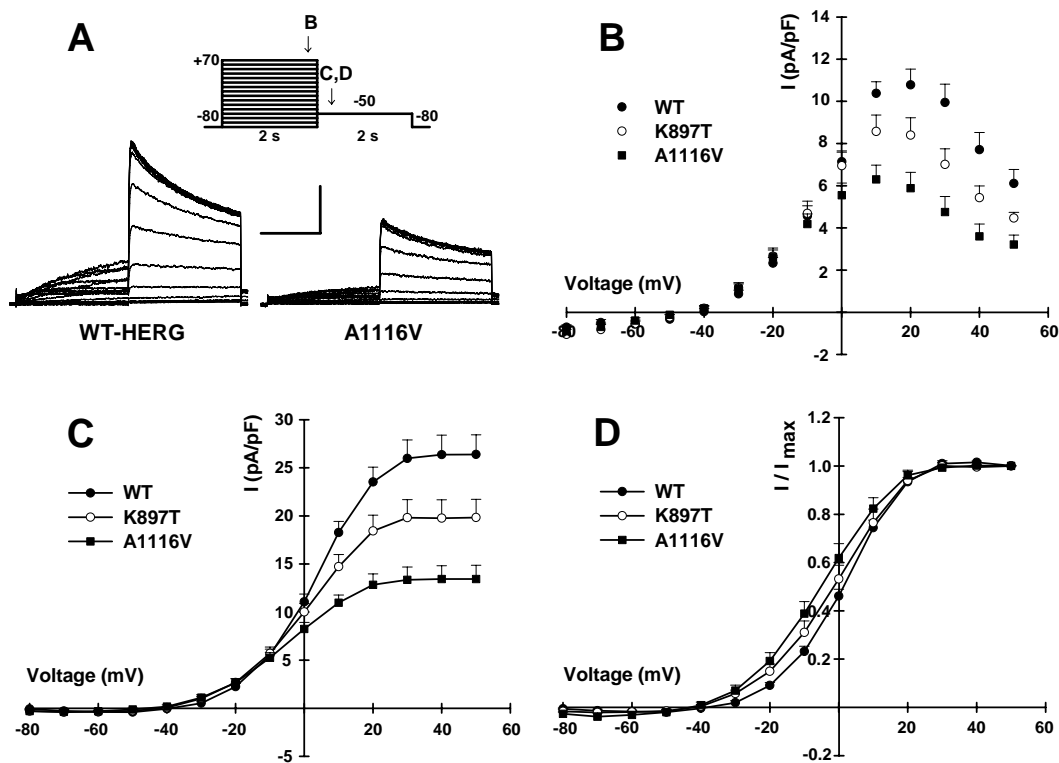 A
B
+70
C,D
-50
-80
-80
2 s
2 s
WT-HERG
A1116V
B
I (pA/pF)
14
12
10
8
6
4
2
-2
WT
K897T
A1116V
Voltage (mV)
-80
-60
-40
-20
0
20
40
60
C
I (pA/pF)
30
25
20
15
10
5
-5
WT
K897T
A1116V
Voltage (mV)
-80
-60
-40
-20
0
20
40
60
D
I / I max
1.2
1.0
0.8
0.6
0.4
0.2
-0.2
WT
K897T
A1116V
Voltage (mV)
-80
-60
-40
-20
0
20
40
60